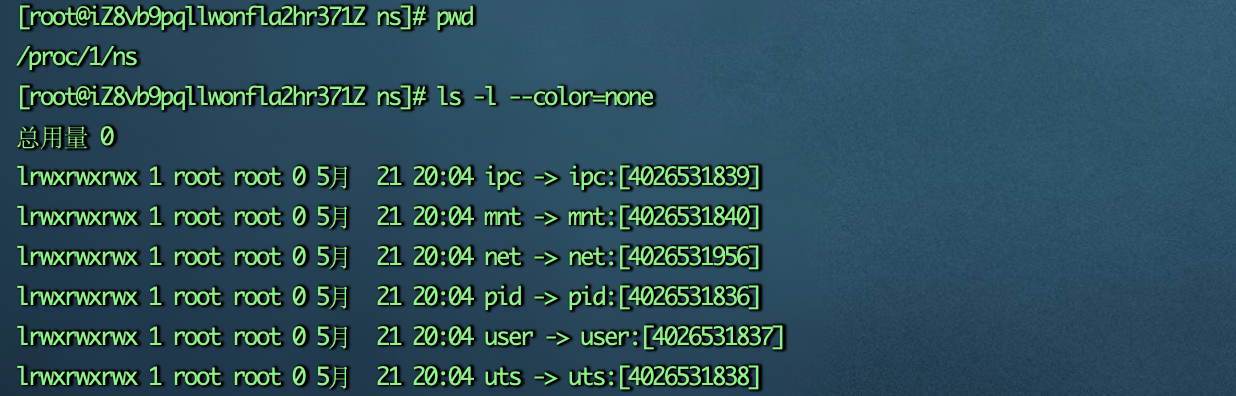 [root@iZ8vb9pqllwonfla2hr371Z ns]# pwd
/proc/1/ns
[root@iZ8vb9pqllwonfla2hr371Z ns]# ls -l --color=none
总用量 0
lrwxrwxrwx 1 root root 0 5月  21 20:04 ipc -> ipc:[4026531839]
lrwxrwxrwx 1 root root 0 5月  21 20:04 mnt -> mnt:[4026531840]
lrwxrwxrwx 1 root root 0 5月  21 20:04 net -> net:[4026531956]
lrwxrwxrwx 1 root root 0 5月  21 20:04 pid -> pid:[4026531836]
lrwxrwxrwx 1 root root 0 5月  21 20:04 user -> user:[4026531837]
lrwxrwxrwx 1 root root 0 5月  21 20:04 uts -> uts:[4026531838]